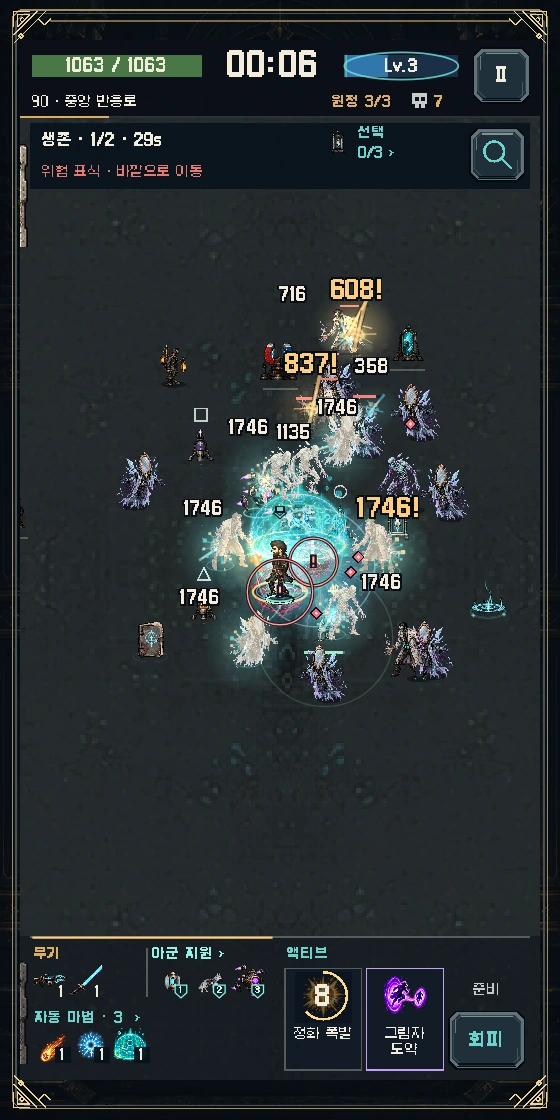 1063 / 1063
00:06
Lv.3
II
90 · 중앙 반응로
원정 3/3
7
생존 · 1/2 · 29s
선택
0/3 ›
위험 표식 · 바깥으로 이동
716
608!
837!
358
1746
1746
1135
1746
1746!
1746
1746
무기
아군 지원 ›
액티브
1
1
1
2
3
8
준비
자동 마법 · 3 ›
정화 폭발
그림자
도약
회피
1
1
1